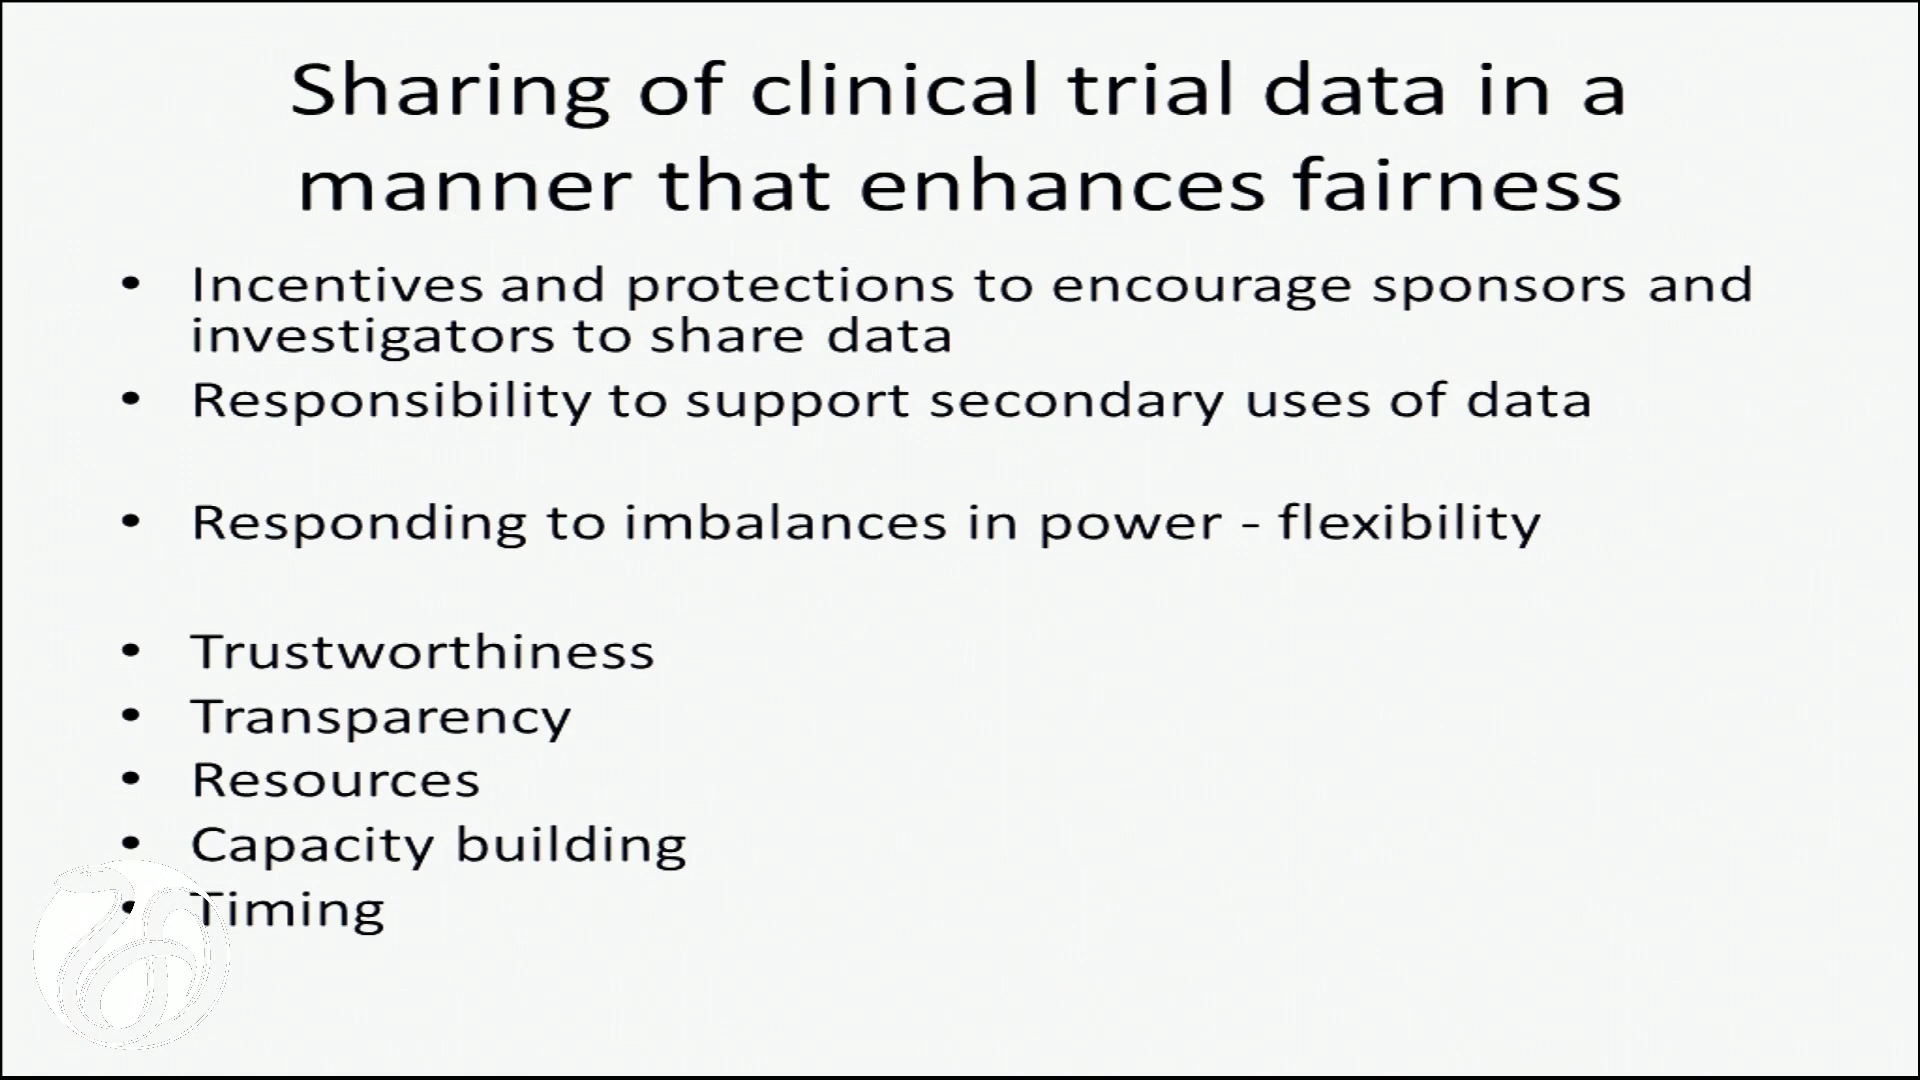 Sharing of clinical trial data in a
manner that enhances fairness
• Incentives and protections to encourage sponsors and
investigators to share data
• Responsibility to support secondary uses of data
• Responding to imbalances in power - flexibility
• Trustworthiness
• Transparency
• Resources
• Capacity building
• Timing